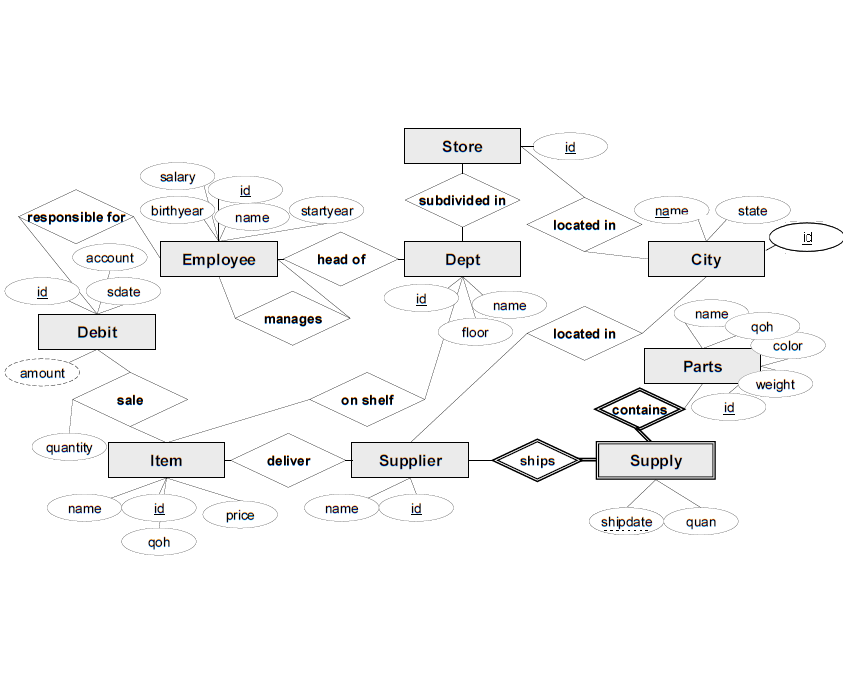 Store
id
salary
id
subdivided in
birthyear
name
startyear
name
state
responsible for
located in
id
account
Employee
head of
Dept
City
id
sdate
id
name
name
manages
floor
located in
qoh
Debit
color
amount
Parts
weight
sale
on shelf
contains
id
quantity
Item
deliver
Supplier
ships
Supply
name
id
price
name
id
shipdate
quan
qoh